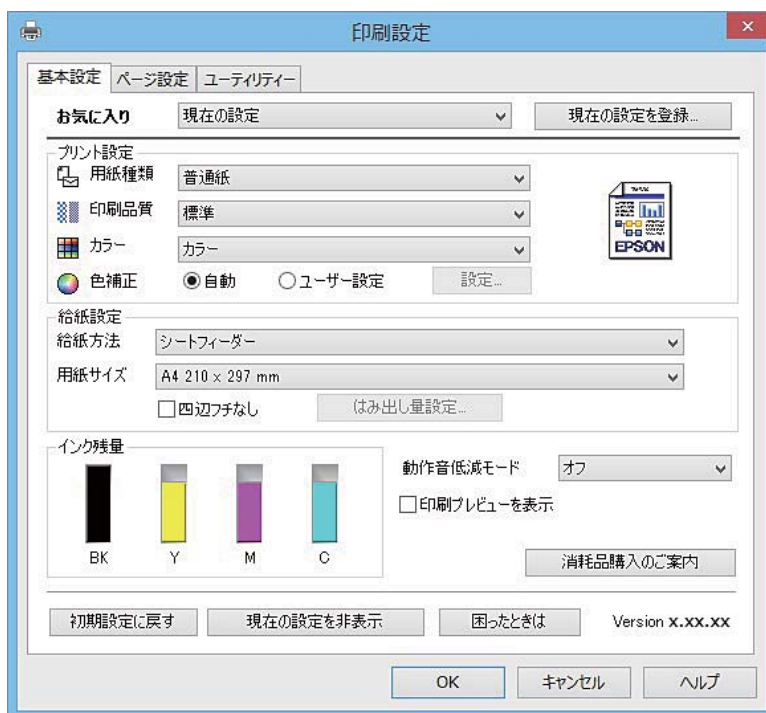 印刷設定
基本設定 ページ設定 ユーティリティー
お気に入り 現在の設定 現在の設定を登録...
プリント設定
用紙種類 普通紙
印刷品質 標準
カラー カラー
EPSON
色補正 自動 ユーザー設定 設定...
給紙設定
給紙方法 シートフィーダー
用紙サイズ A4 210 x 297 mm
四辺フチなし はみ出し量設定...
インク残量
動作音低減モード オフ
印刷プレビューを表示
BK Y M C
消耗品購入のご案内
初期設定に戻す 現在の設定を非表示 困ったときは Version x.xx.xx
OK キャンセル ヘルプ